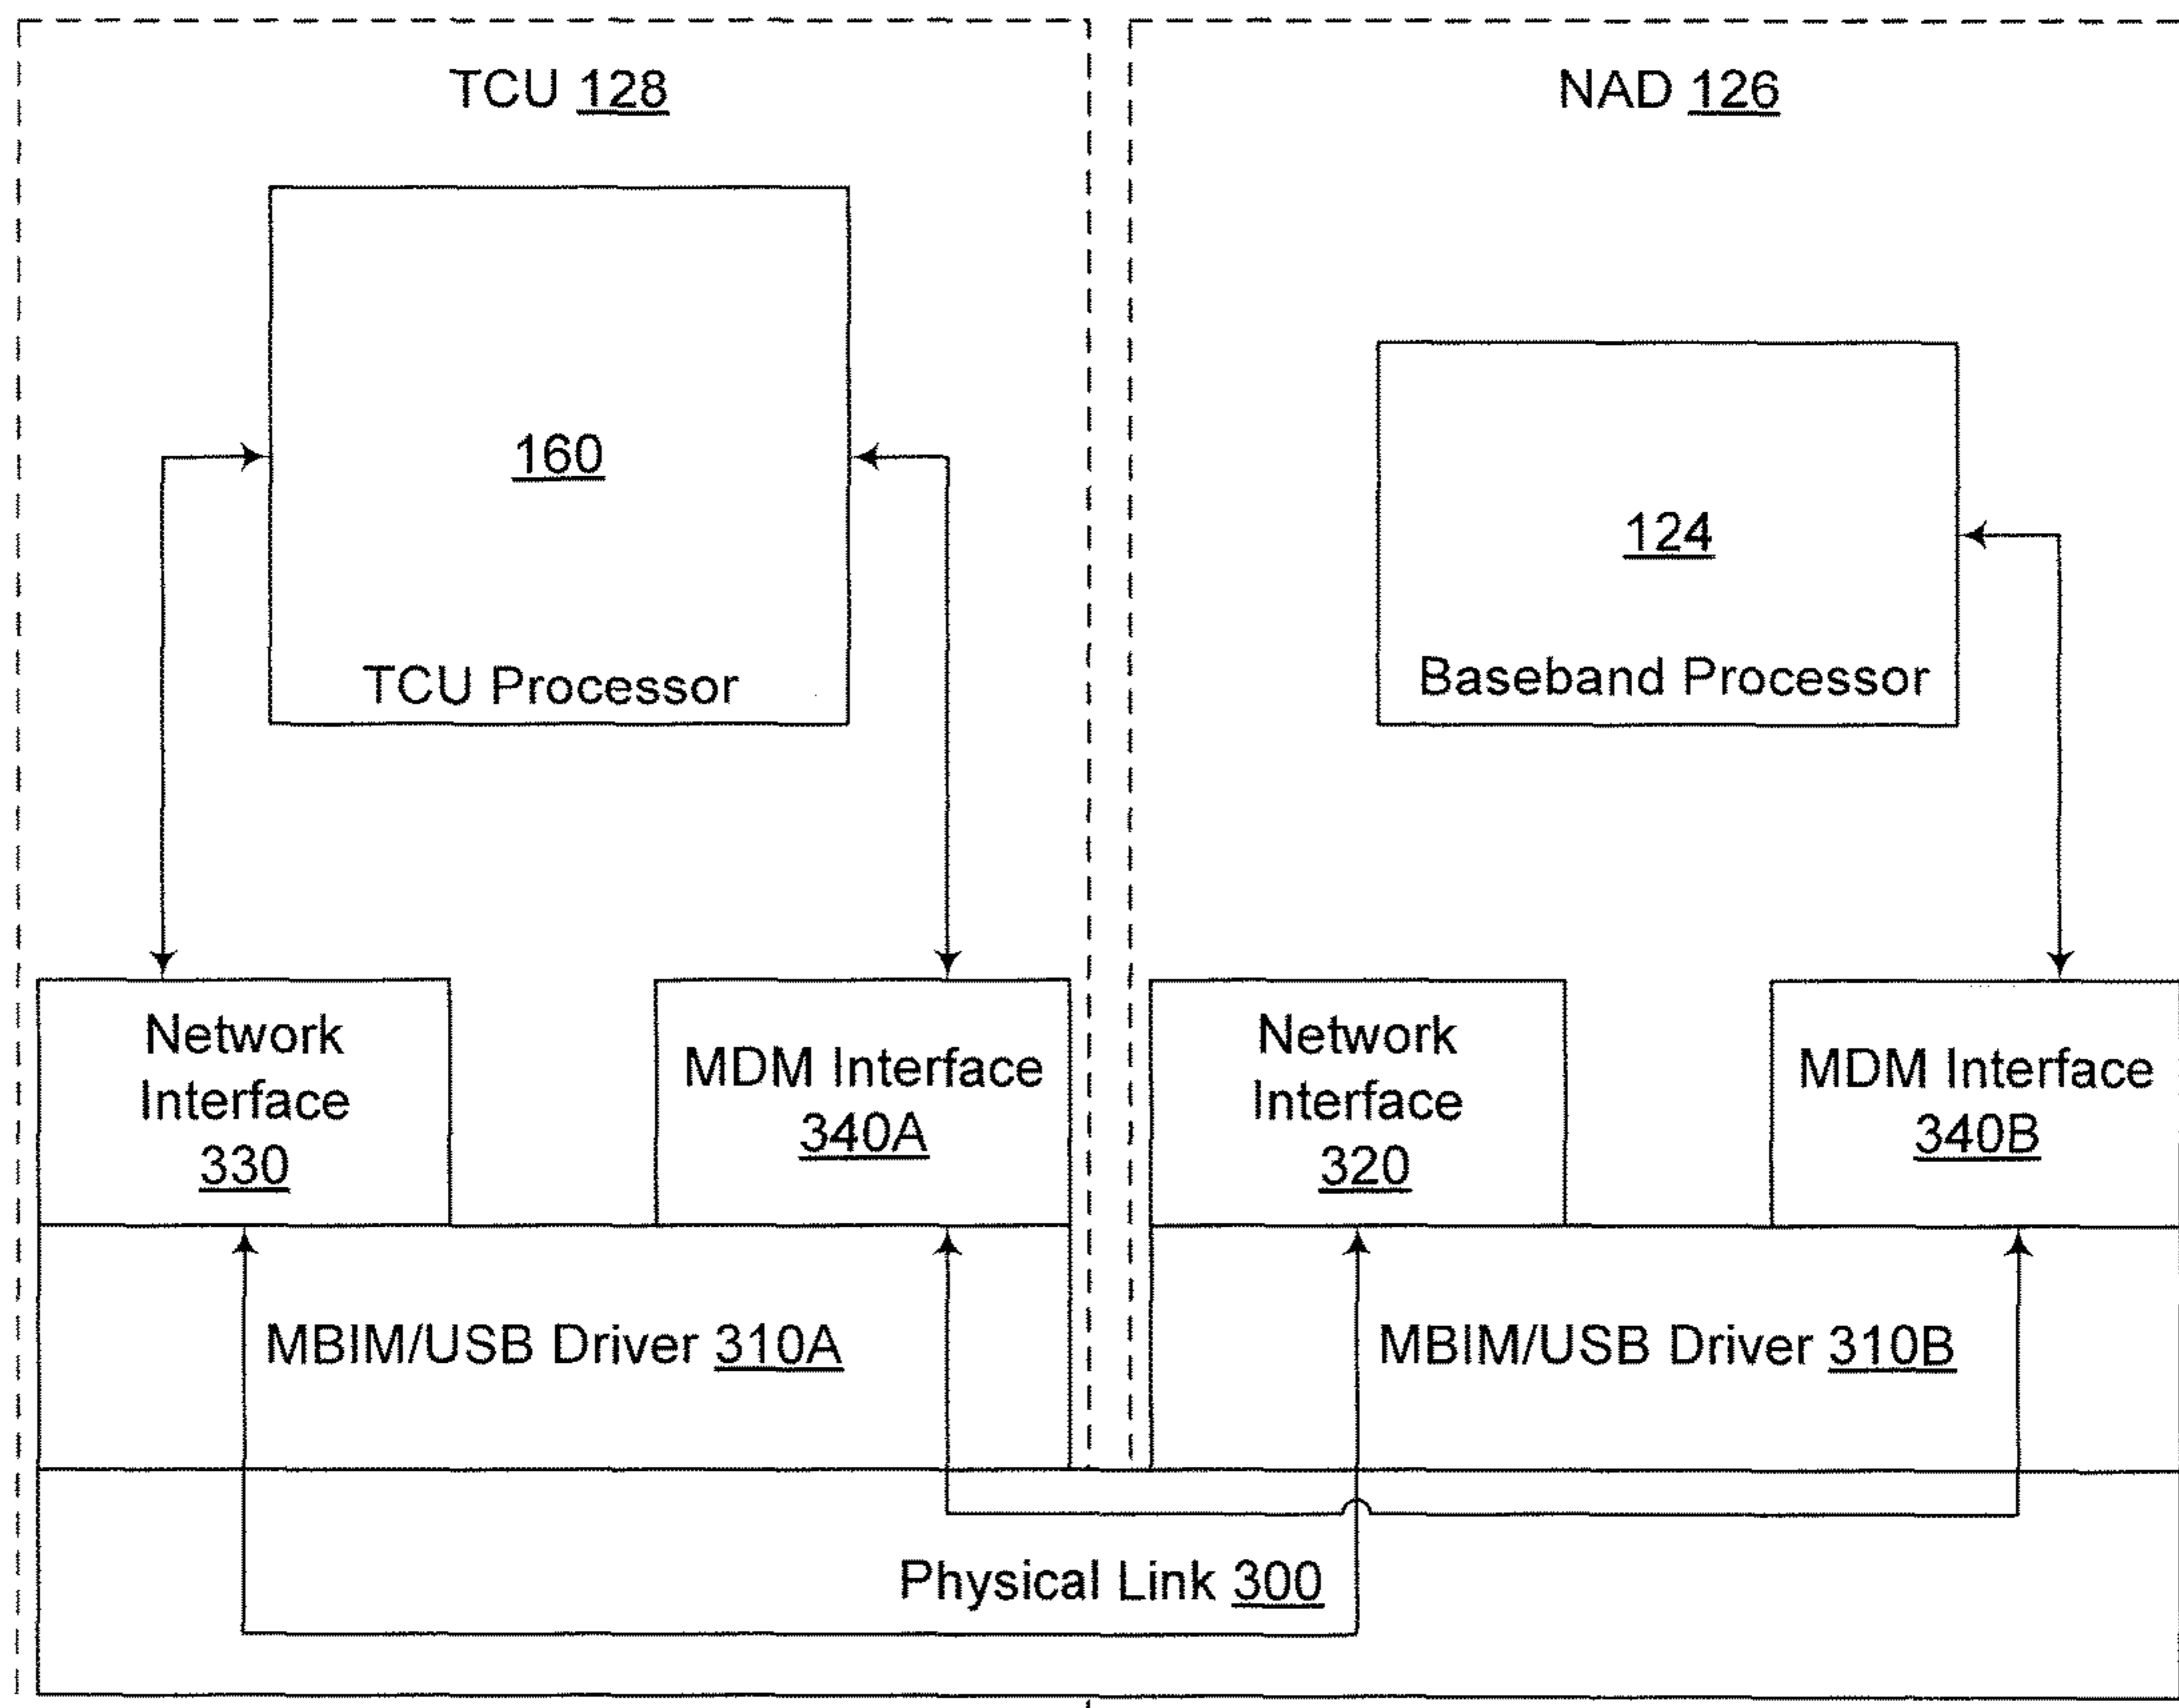 TCU 128
NAD 126
160
TCU Processor
124
Baseband Processor
Network
Interface
330
MDM Interface
340A
Network
Interface
320
MDM Interface
340B
MBIM/USB Driver 310A
MBIM/USB Driver 310B
Physical Link 300